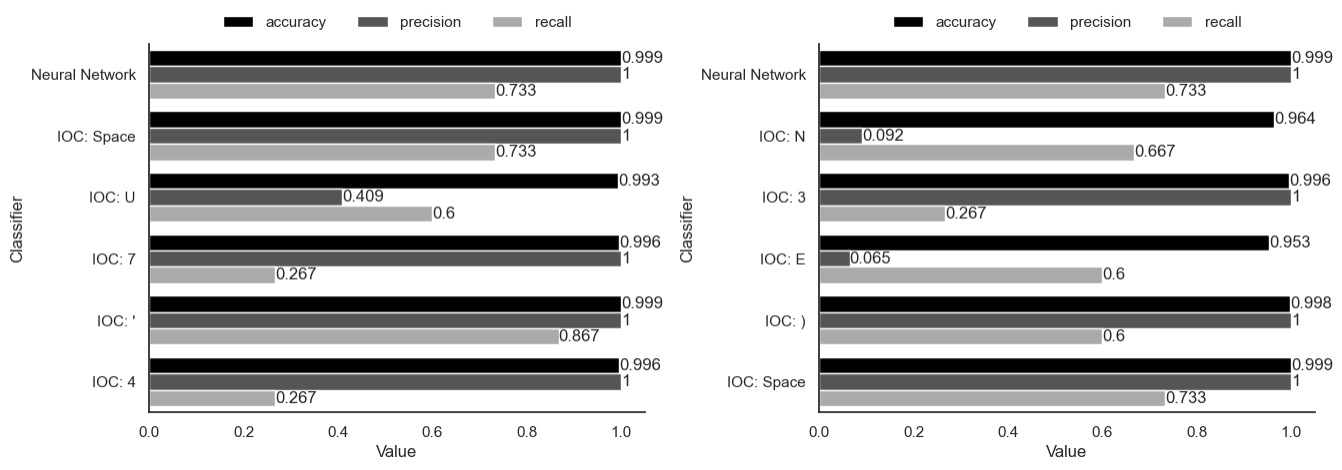 accuracy precision recall
Classifier
Neural Network
0.999
1
0.733
IOC: Space
0.999
1
0.733
IOC: U
0.993
0.409
0.6
IOC: 7
0.996
1
0.267
IOC: '
0.999
1
0.867
IOC: 4
0.996
1
0.267
0.0 0.2 0.4 0.6 0.8 1.0
Value
accuracy precision recall
Classifier
Neural Network
0.999
1
0.733
IOC: N
0.964
0.092
0.667
IOC: 3
0.996
1
0.267
IOC: E
0.953
0.065
0.6
IOC: )
0.998
1
0.6
IOC: Space
0.999
1
0.733
0.0 0.2 0.4 0.6 0.8 1.0
Value